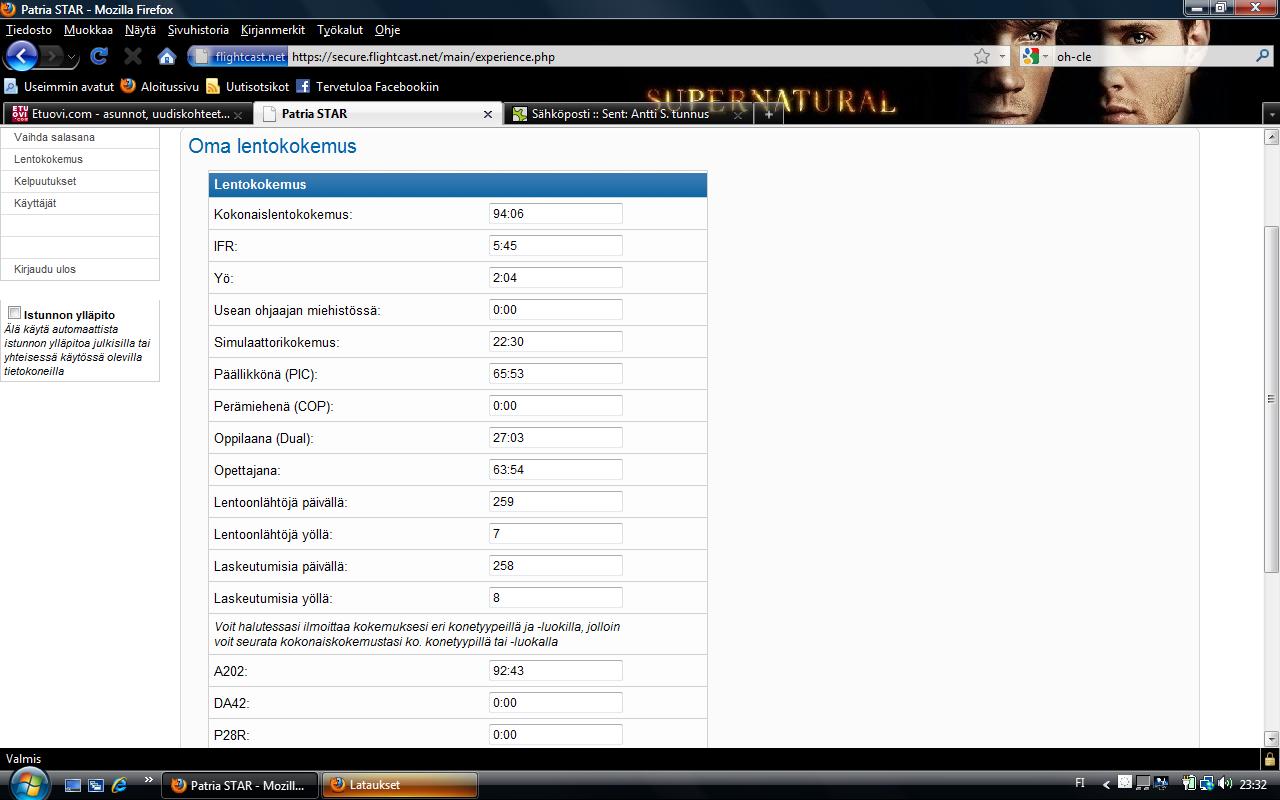 Patria STAR - Mozilla Firefox
Tiedosto Muokkaa Näytä Sivuhistoria Kirjanmerkit Työkalut Ohje
flightcast.net https://secure.flightcast.net/main/experience.php oh-cle
Useimmin avatut Aloitussivu Uutisotsikot Tervetuloa Facebookiin
SUPERNATURAL
ETUOVI.COM Etuovi.com - asunnot, uudiskohteet... Patria STAR Sähköposti :: Sent: Antti S. tunnus
Vaihda salasana
Lentokokemus
Kelpuutukset
Käyttäjät
Kirjaudu ulos
Istunnon ylläpito
Älä käytä automaattista
istunnon ylläpitoa julkisilla tai
yhteisessä käytössä olevilla
tietokoneilla
Oma lentokokemus
Lentokokemus
Kokonaislentokokemus: 94:06
IFR: 5:45
Yö: 2:04
Usean ohjaajan miehistössä: 0:00
Simulaattorikokemus: 22:30
Päällikkönä (PIC): 65:53
Perämiehenä (COP): 0:00
Oppilaana (Dual): 27:03
Opettajana: 63:54
Lentoonlähtöjä päivällä: 259
Lentoonlähtöjä yöllä: 7
Laskeutumisia päivällä: 258
Laskeutumisia yöllä: 8
Voit halutessasi ilmoittaa kokemuksesi eri konetyypeillä ja -luokilla, jolloin
voit seurata kokonaiskokemustasi ko. konetyypillä tai -luokalla
A202: 92:43
DA42: 0:00
P28R: 0:00
Valmis
Patria STAR - Mozill... Lataukset FI 23:32